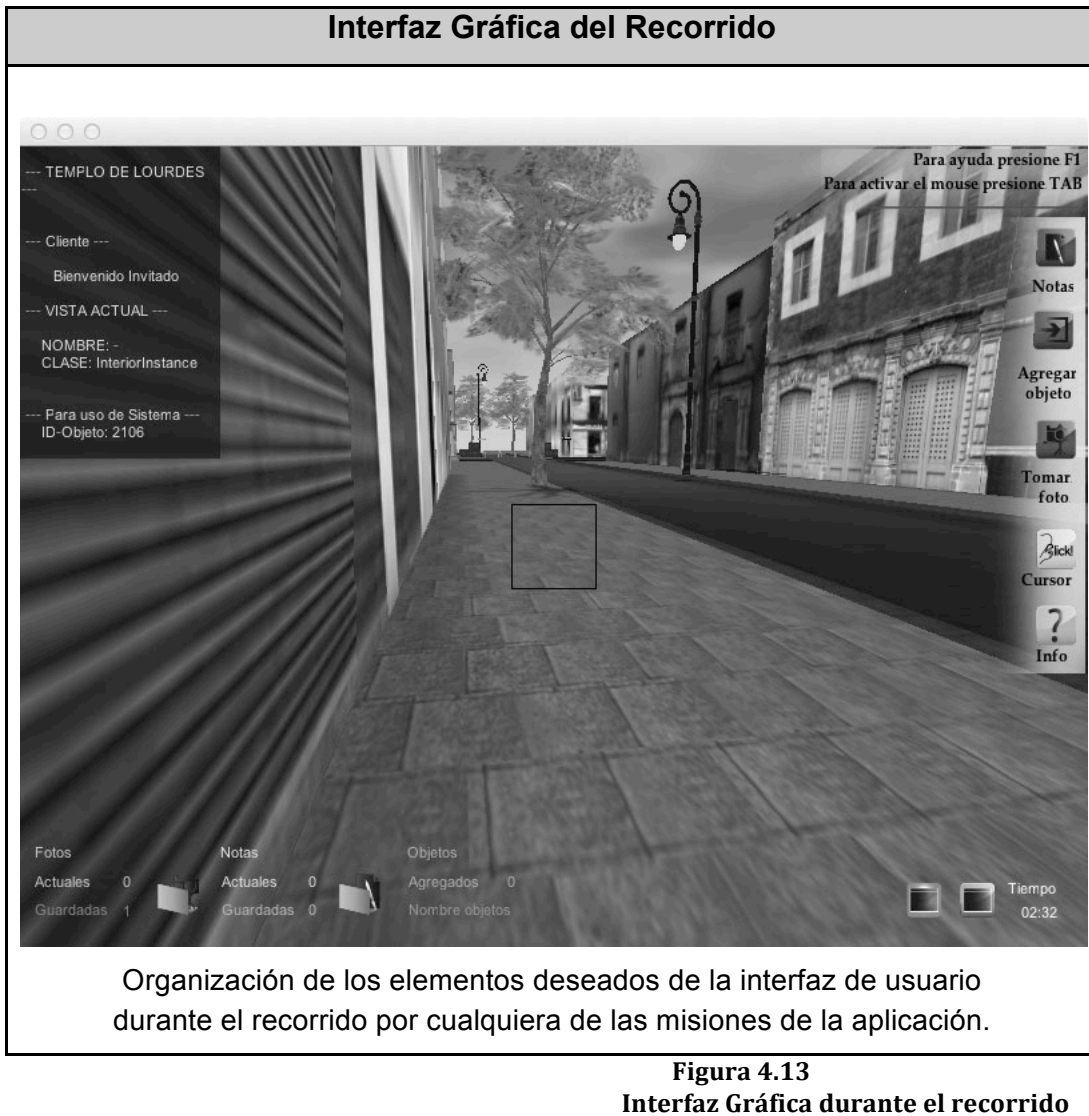 Interfaz Gráfica del Recorrido
--- TEMPLO DE LOURDES
---
--- Cliente ---
Bienvenido Invitado
--- VISTA ACTUAL ---
NOMBRE: -
CLASE: InteriorInstance
--- Para uso de Sistema ---
ID-Objeto: 2106
Para ayuda presione F1
Para activar el mouse presione TAB
Notas
Agregar
objeto
Tomar
foto
Click!
Cursor
?
Info
Fotos
Actuales 0
Guardadas 1
Notas
Actuales 0
Guardadas 0
Objetos
Agregados 0
Nombre objetos
Tiempo
02:32
Organización de los elementos deseados de la interfaz de usuario
durante el recorrido por cualquiera de las misiones de la aplicación.
Figura 4.13
Interfaz Gráfica durante el recorrido